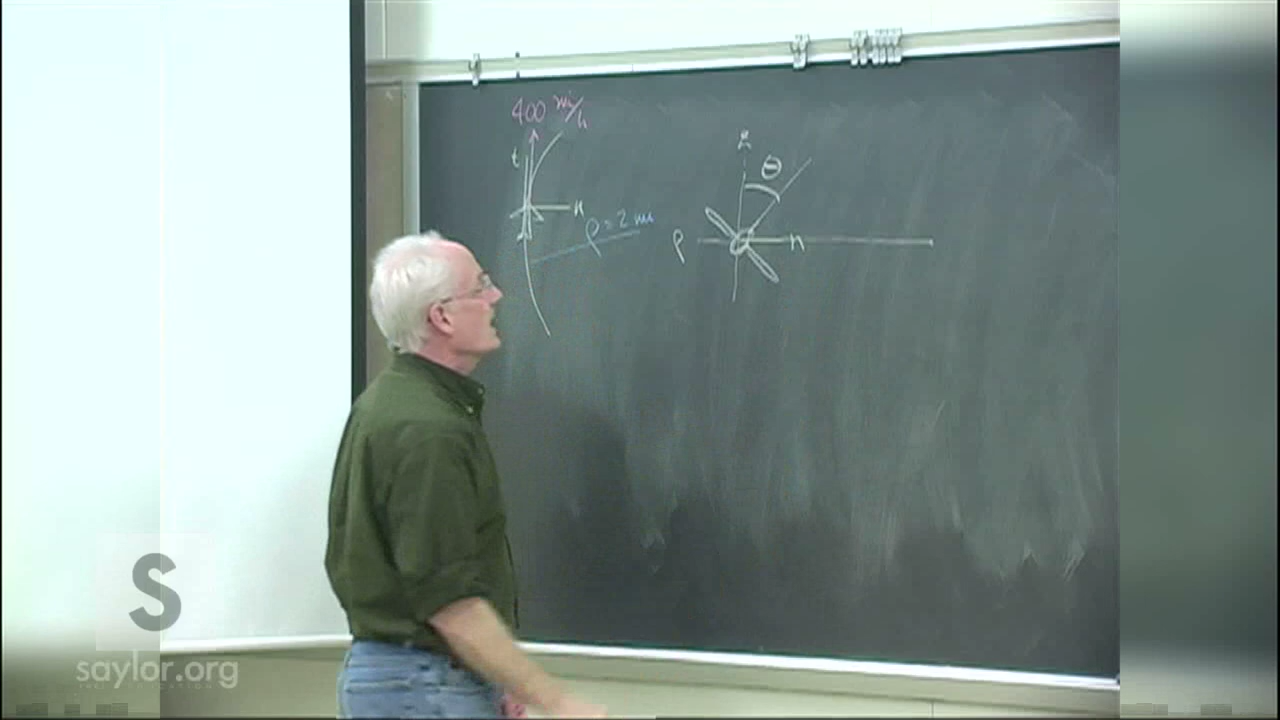 400 mi/h
t
n
ρ = 2 mi
z
θ
ρ
n
S
saylor.org